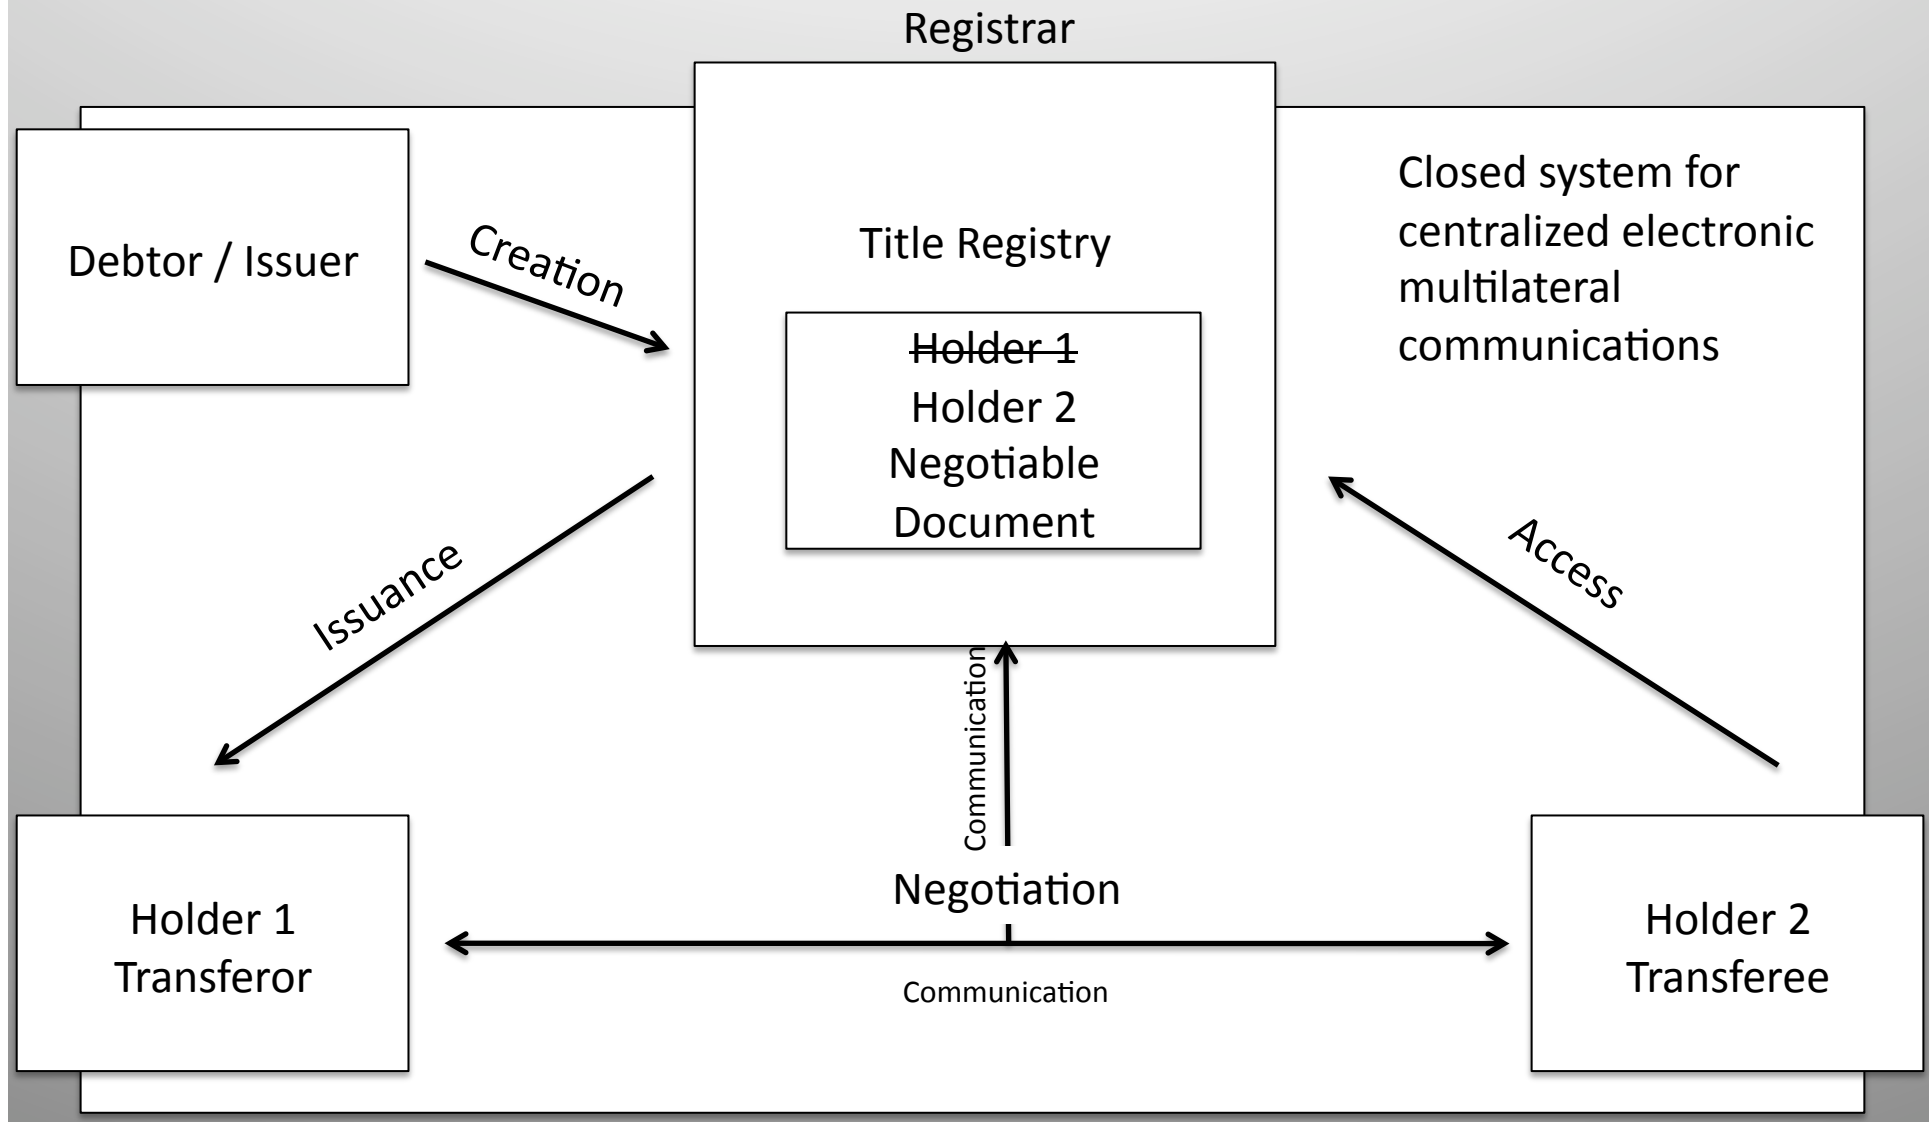 Registrar
Debtor / Issuer
Creation
Title Registry
Holder 1
Holder 2
Negotiable
Document
Closed system for
centralized electronic
multilateral
communications
Issuance
Access
Communication
Negotiation
Communication
Holder 1
Transferor
Holder 2
Transferee